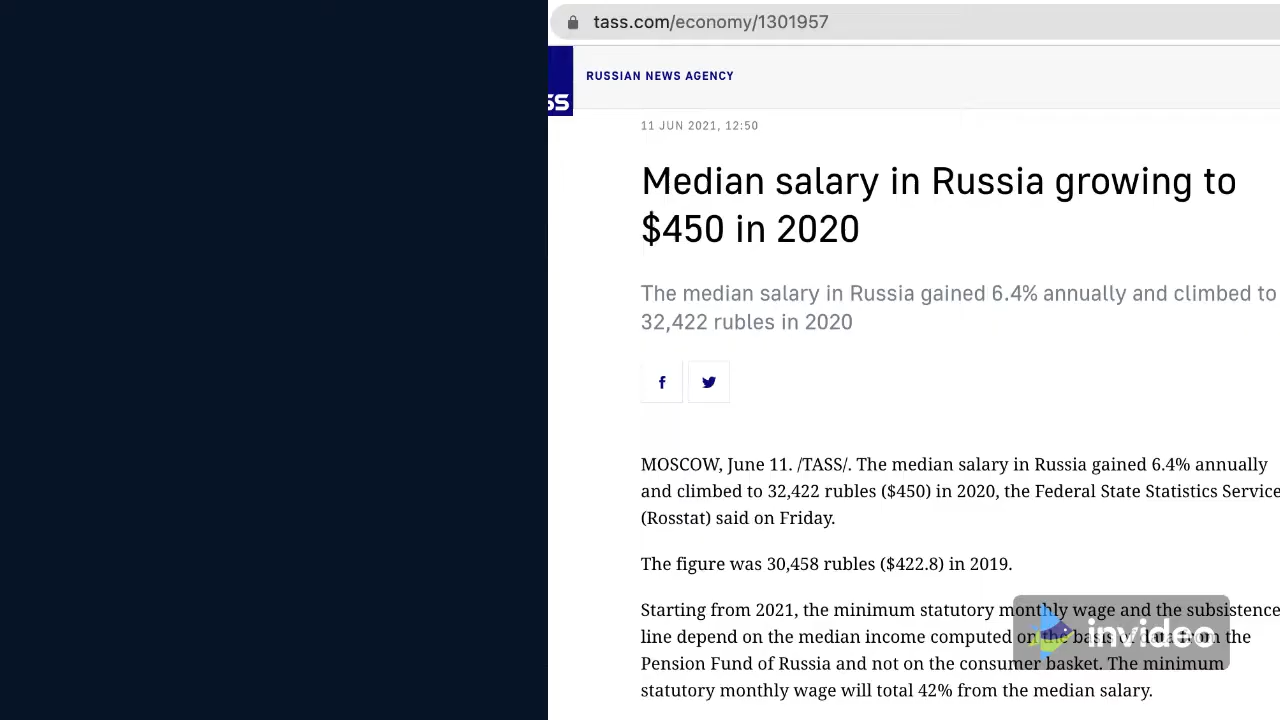 tass.com/economy/1301957
SS
RUSSIAN NEWS AGENCY
11 JUN 2021, 12:50
Median salary in Russia growing to
$450 in 2020
The median salary in Russia gained 6.4% annually and climbed to
32,422 rubles in 2020
MOSCOW, June 11. /TASS/. The median salary in Russia gained 6.4% annually
and climbed to 32,422 rubles ($450) in 2020, the Federal State Statistics Service
(Rosstat) said on Friday.
The figure was 30,458 rubles ($422.8) in 2019.
Starting from 2021, the minimum statutory monthly wage and the subsistence
line depend on the median income computed on the basis of data from the
Pension Fund of Russia and not on the consumer basket. The minimum
statutory monthly wage will total 42% from the median salary.
invideo